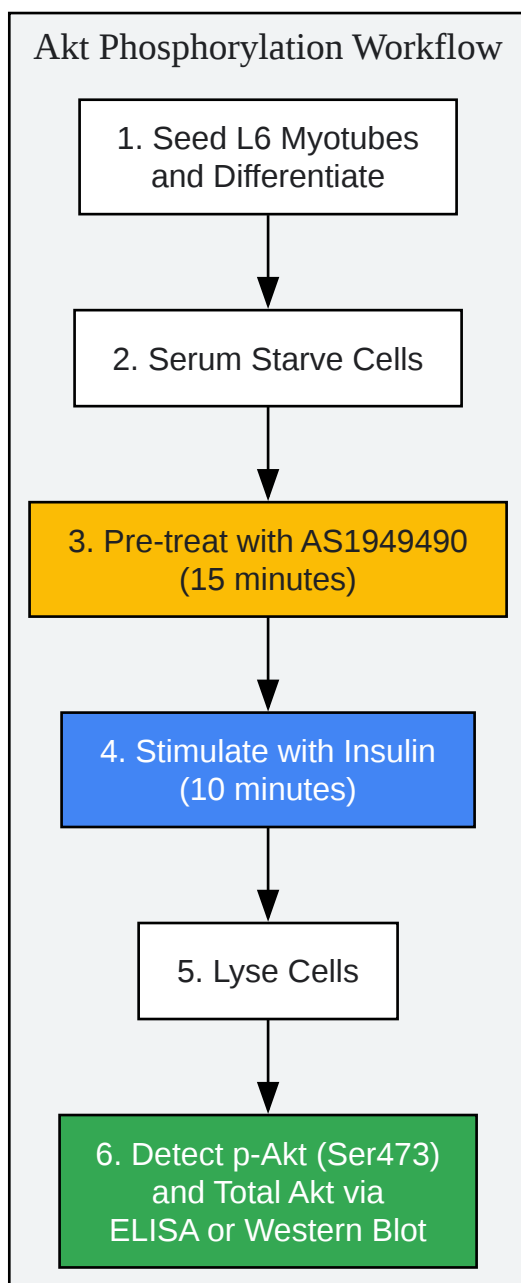 Akt Phosphorylation Workflow
1. Seed L6 Myotubes
and Differentiate
2. Serum Starve Cells
3. Pre-treat with AS1949490
(15 minutes)
4. Stimulate with Insulin
(10 minutes)
5. Lyse Cells
6. Detect p-Akt (Ser473)
and Total Akt via
ELISA or Western Blot